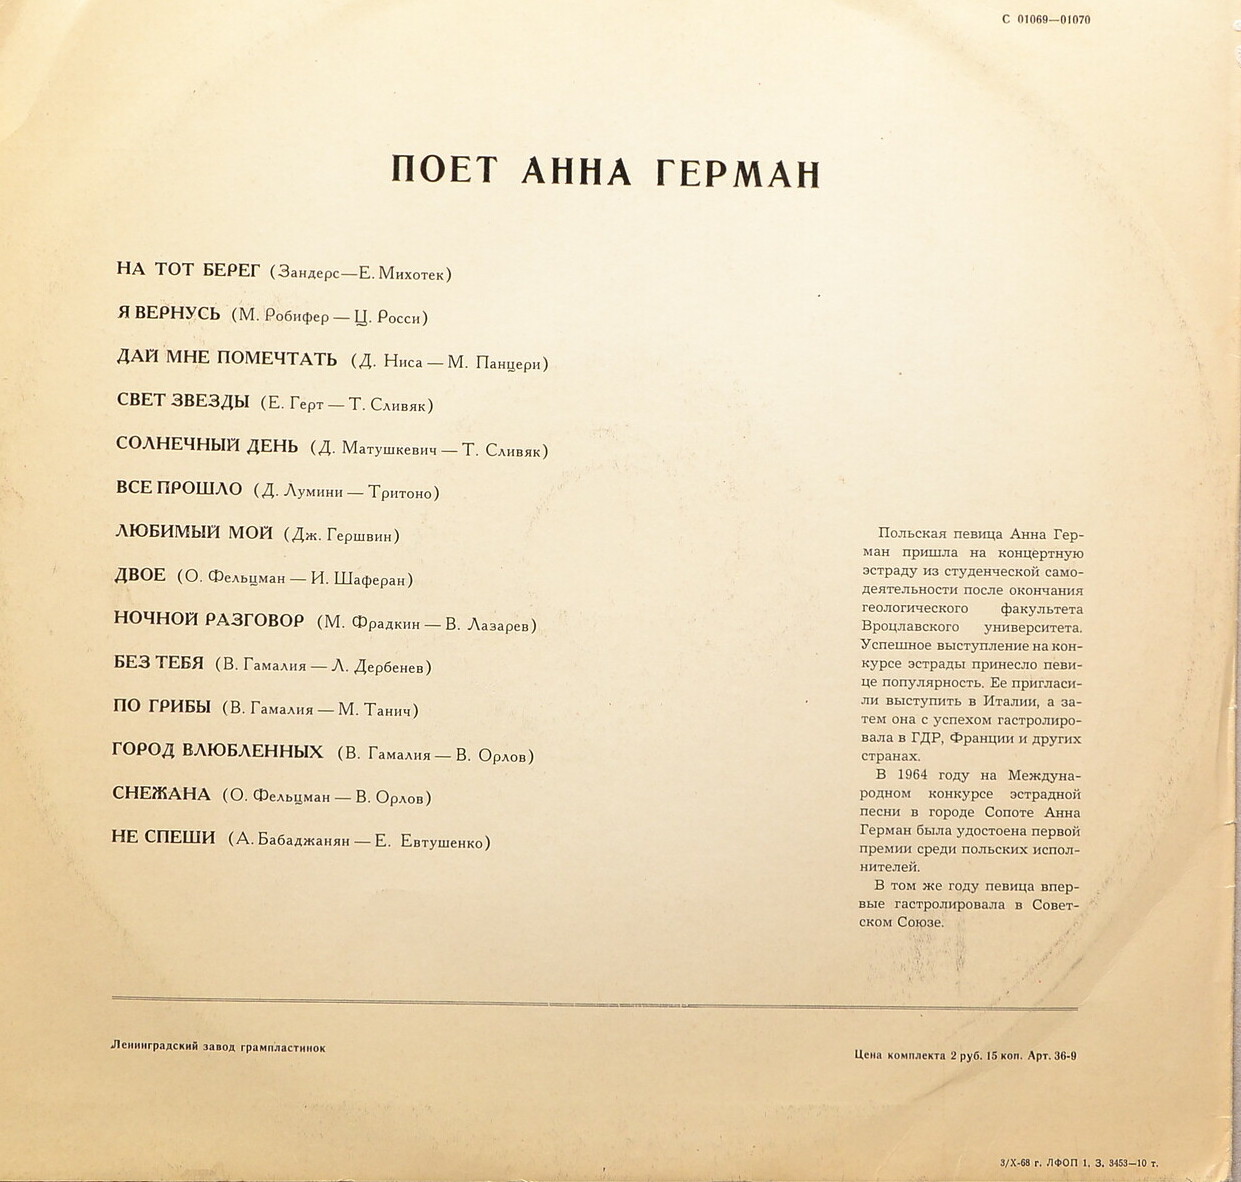 С 01069—01070
ПОЕТ АННА ГЕРМАН
НА ТОТ БЕРЕГ (Зандерс—Е. Михотек)
Я ВЕРНУСЬ (М. Робифер — Ц. Росси)
ДАЙ МНЕ ПОМЕЧТАТЬ (Д. Ниса — М. Панцери)
СВЕТ ЗВЕЗДЫ (Е. Герт — Т. Сливяк)
СОЛНЕЧНЫЙ ДЕНЬ (Д. Матушкевич — Т. Сливяк)
ВСЕ ПРОШЛО (Д. Лумини — Тритоно)
ЛЮБИМЫЙ МОЙ (Дж. Гершвин)
ДВОЕ (О. Фельцман — И. Шаферан)
НОЧНОЙ РАЗГОВОР (М. Фрадкин — В. Лазарев)
БЕЗ ТЕБЯ (В. Гамалия — Л. Дербенев)
ПО ГРИБЫ (В. Гамалия — М. Танич)
ГОРОД ВЛЮБЛЕННЫХ (В. Гамалия — В. Орлов)
СНЕЖАНА (О. Фельцман — В. Орлов)
НЕ СПЕШИ (А. Бабаджанян — Е. Евтушенко)
Польская певица Анна Гер-
ман пришла на концертную
эстраду из студенческой само-
деятельности после окончания
геологического факультета
Вроцлавского университета.
Успешное выступление на кон-
курсе эстрады принесло певи-
це популярность. Ее пригласи-
ли выступить в Италии, а за-
тем она с успехом гастролиро-
вала в ГДР, Франции и других
странах.
В 1964 году на Междуна-
родном конкурсе эстрадной
песни в городе Сопоте Анна
Герман была удостоена первой
премии среди польских испол-
нителей.
В том же году певица впер-
вые гастролировала в Совет-
ском Союзе.
Ленинградский завод грампластинок
Цена комплекта 2 руб. 15 коп. Арт. 36-9
3/X-68 г. ЛФОП 1. З. 3453—10 т.